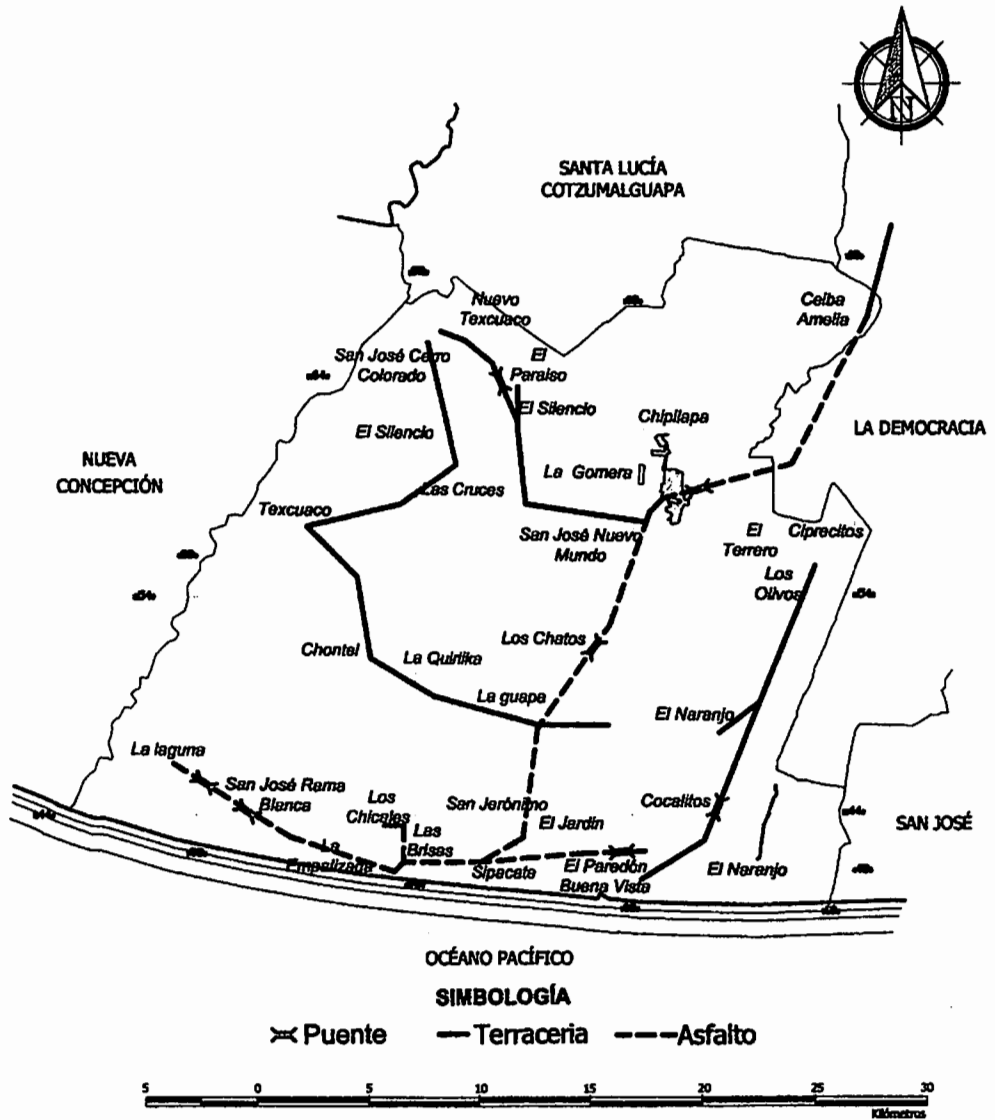 N
SANTA LUCÍA
COTZUMALGUAPA
Nuevo
Texcuaco
Ceiba
Amelia
San José Cerro
Colorado
El
Paraiso
El Silencio
Chipilapa
El Silencio
LA DEMOCRACIA
NUEVA
CONCEPCIÓN
La Gomera
Las Cruces
Texcuaco
San José Nuevo
Mundo
El
Terrero
Ciprecitos
Los
Olivos
Los Chatos
Chontel
La Quirika
La guapa
El Naranjo
La laguna
San José Rama
Blanca
Los
Chicales
San Jerónimo
Cocalitos
Las
Brisas
El Jardín
SAN JOSÉ
La
Empalizada
Sipacate
El Paredón
Buena Vista
El Naranjo
OCÉANO PACÍFICO
SIMBOLOGÍA
Puente Terraceria Asfalto
5 0 5 10 15 20 25 30
Kilómetros